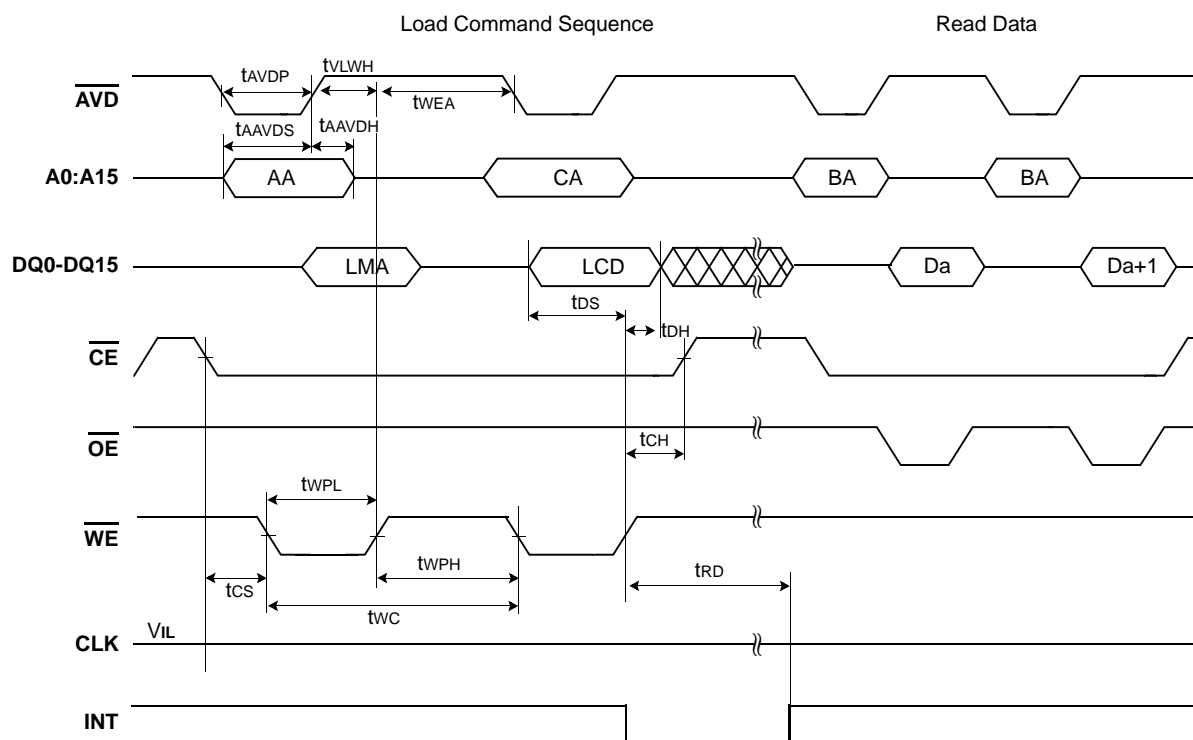 Load Command Sequence Read Data
AVD tAVDP tVLWH tWEA
tAAVDS tAAVDH
A0:A15 AA CA BA BA
DQ0-DQ15 LMA LCD Da Da+1
tDS tDH
CE
OE tCH
tWPL
WE
tWPH tRD
tCS
tWC
CLK VIL
INT